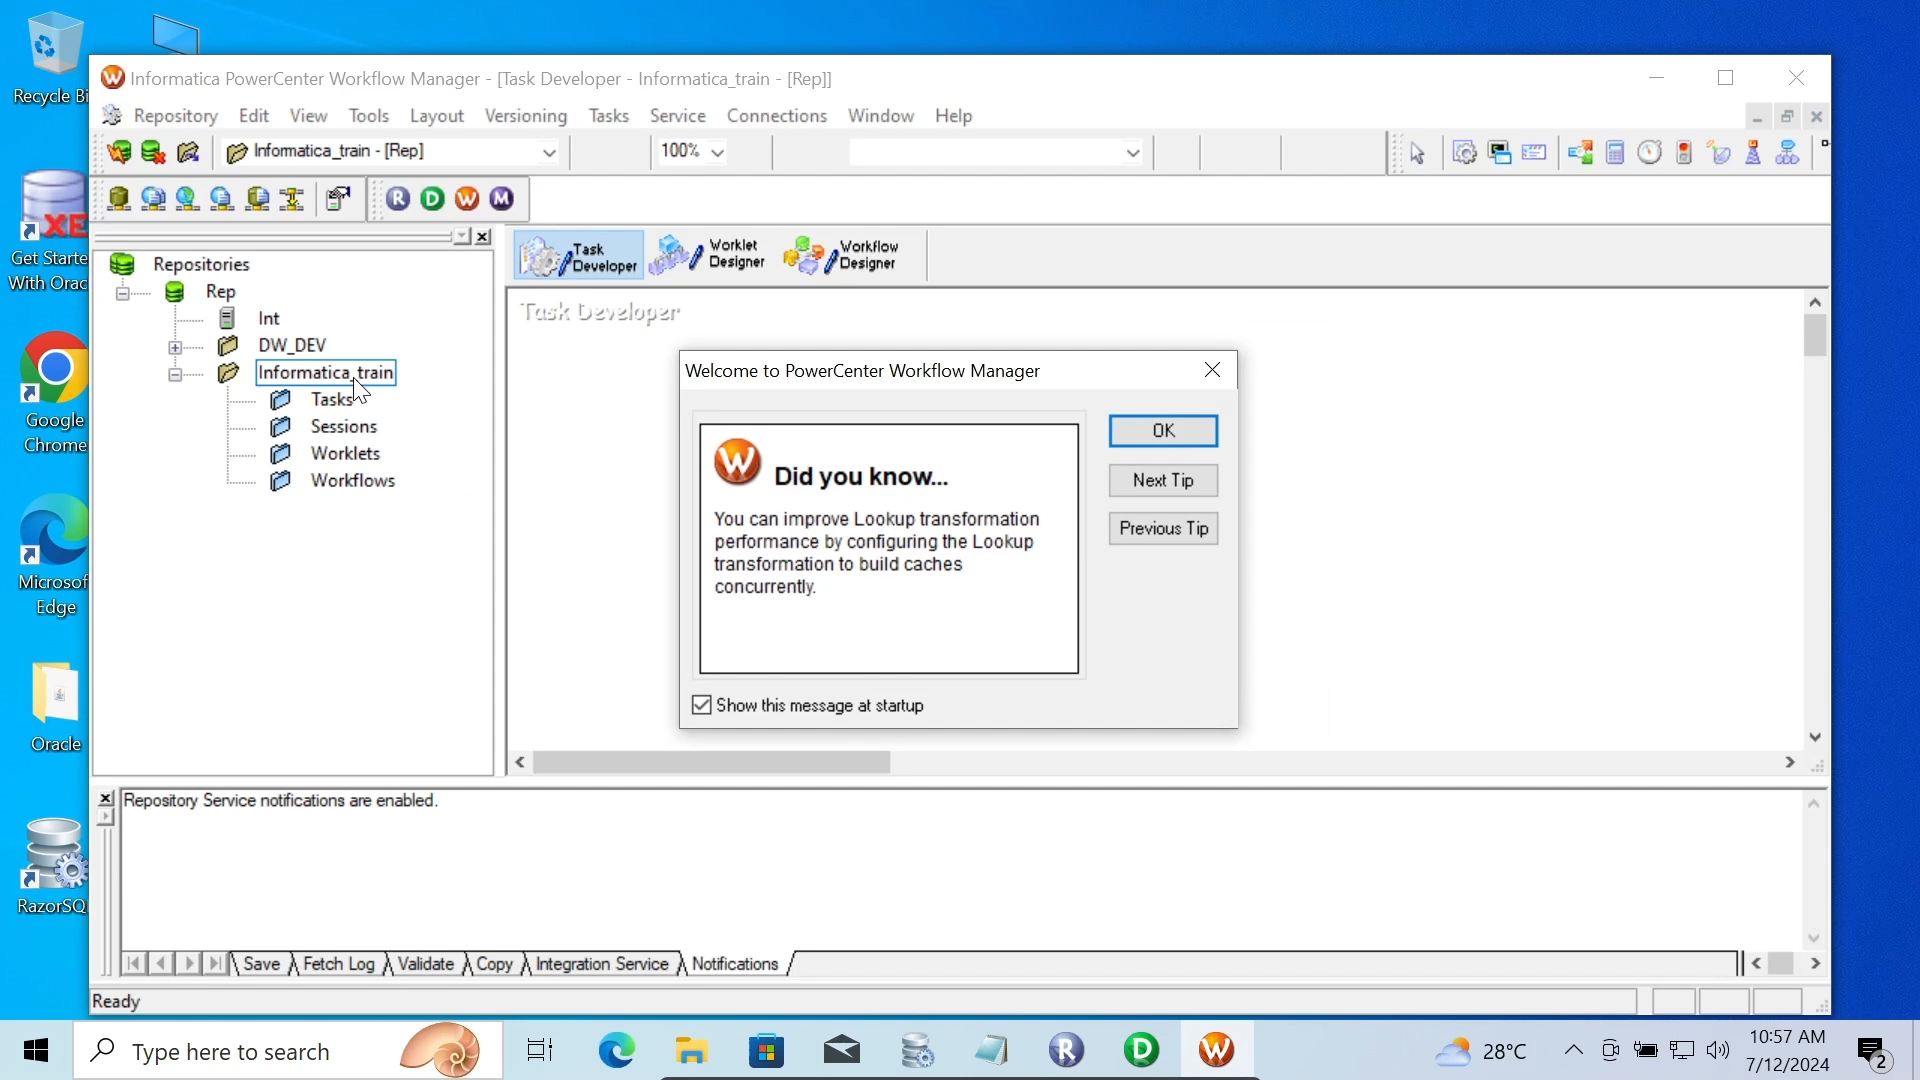 Recycle Bi
Informatica PowerCenter Workflow Manager - [Task Developer - Informatica_train - [Rep]]
Repository Edit View Tools Layout Versioning Tasks Service Connections Window Help
Informatica_train - [Rep]
100%
R D W M
XE
Get Starte
With Orac
Repositories
Rep
Int
DW_DEV
Informatica_train
Tasks
Sessions
Worklets
Workflows
Task
Developer
Worklet
Designer
Workflow
Designer
Task Developer
Welcome to PowerCenter Workflow Manager
W
Did you know...
You can improve Lookup transformation
performance by configuring the Lookup
transformation to build caches
concurrently.
OK
Next Tip
Previous Tip
Show this message at startup
Google
Chrome
Microsof
Edge
Oracle
RazorSQ
Repository Service notifications are enabled.
Save Fetch Log Validate Copy Integration Service Notifications
Ready
Type here to search
R D W
28°C
10:57 AM
7/12/2024
2